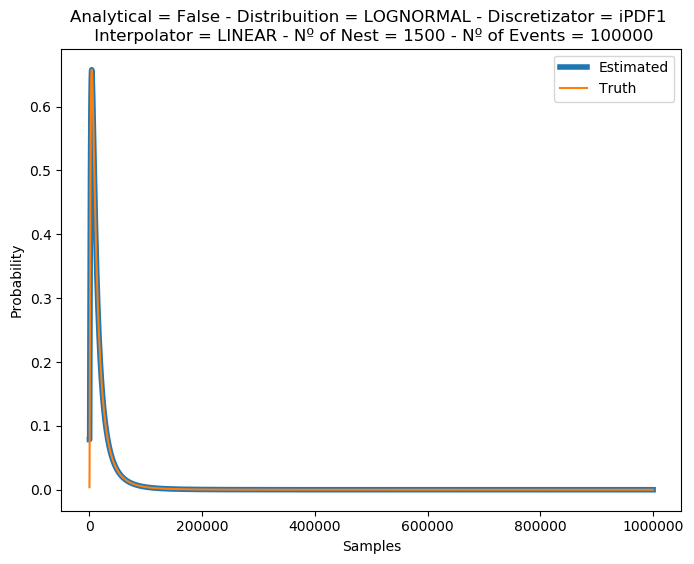 Analytical = False - Distribuition = LOGNORMAL - Discretizator = iPDF1
Interpolator = LINEAR - Nº of Nest = 1500 - Nº of Events = 100000
Estimated
Truth
0.6
0.5
0.4
0.3
0.2
0.1
0.0
Probability
0 200000 400000 600000 800000 1000000
Samples